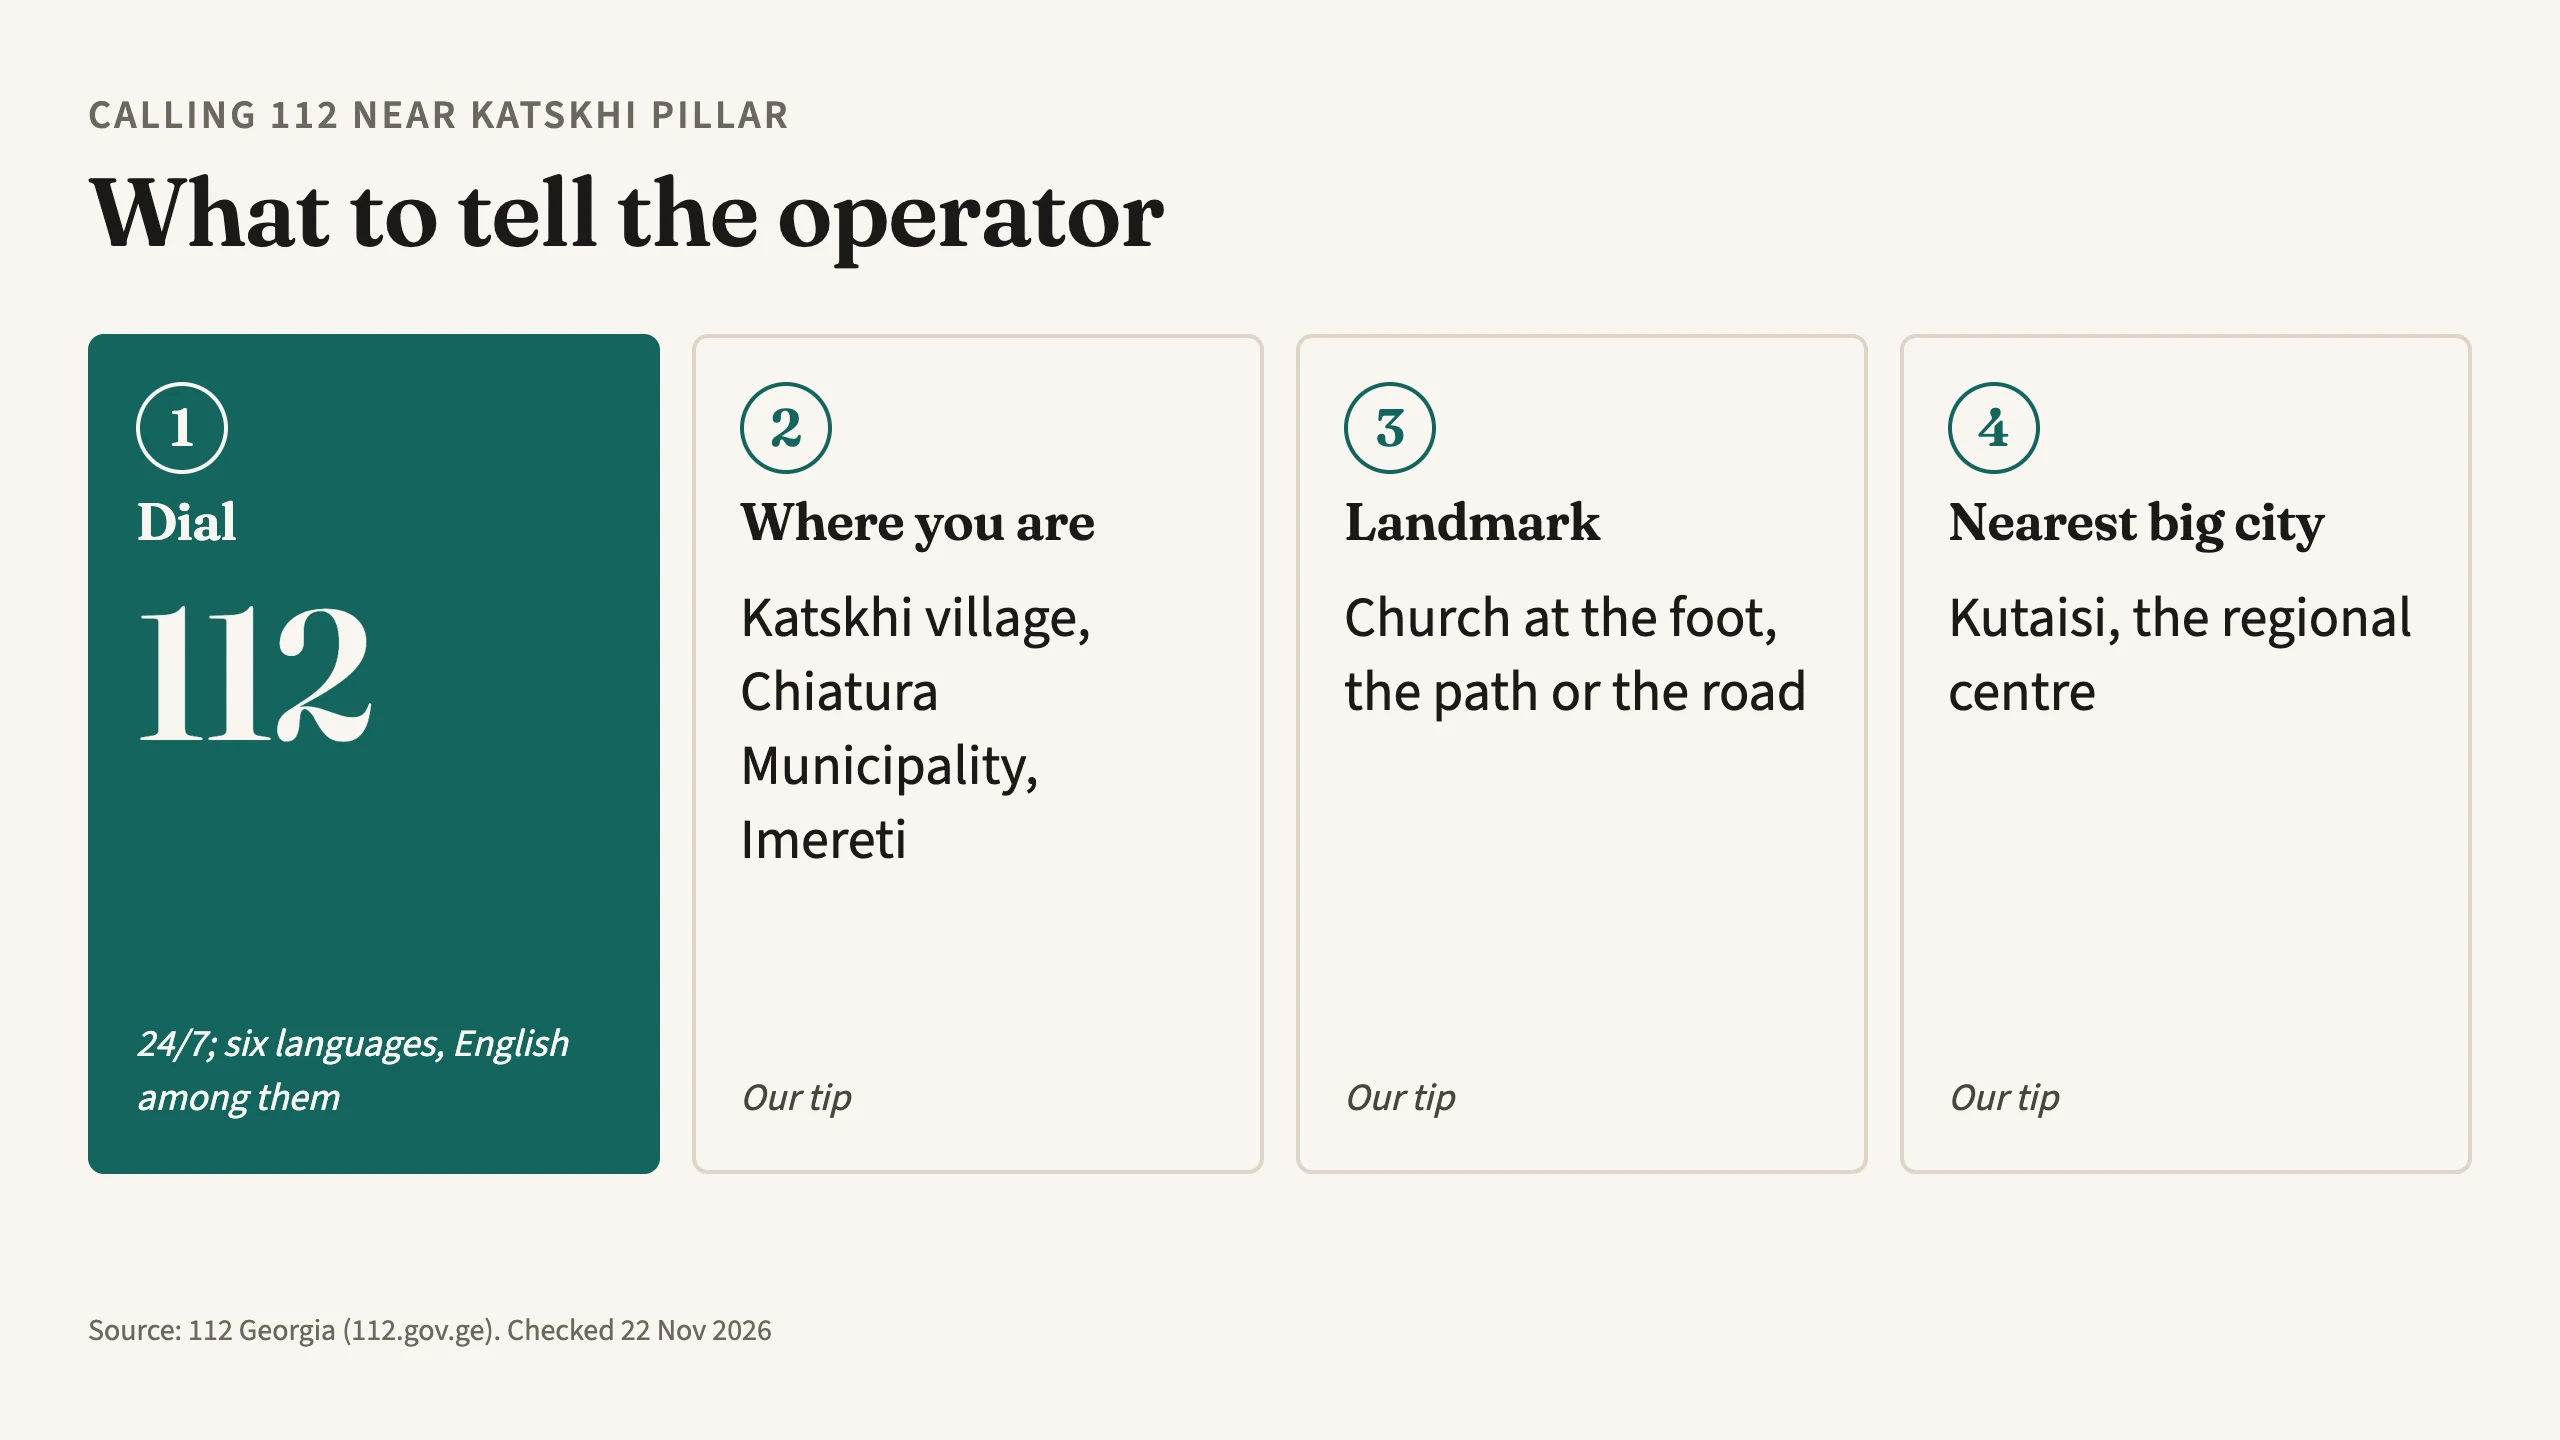 CALLING 112 NEAR KATSKHI PILLAR
What to tell the operator
1
Dial
112
24/7; six languages, English
among them
2
Where you are
Katskhi village,
Chiatura
Municipality,
Imereti
Our tip
3
Landmark
Church at the foot,
the path or the road
Our tip
4
Nearest big city
Kutaisi, the regional
centre
Our tip
Source: 112 Georgia (112.gov.ge). Checked 22 Nov 2026